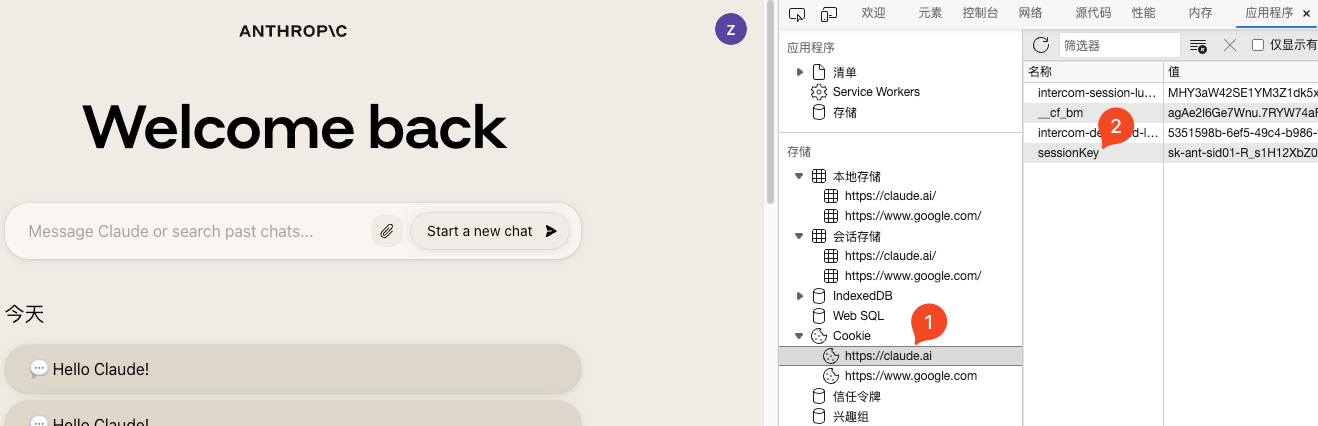 ANTHROP\C
Z
Welcome back
Message Claude or search past chats...
Start a new chat
今天
Hello Claude!
Hello Claude!
欢迎 元素 控制台 网络 源代码 性能 内存 应用程序 ×
应用程序
清单
Service Workers
存储
存储
本地存储
https://claude.ai/
https://www.google.com/
会话存储
https://claude.ai/
https://www.google.com/
IndexedDB
Web SQL
1
Cookie
https://claude.ai
https://www.google.com
信任令牌
兴趣组
筛选器
仅显示有
名称 值
intercom-session-lu... MHY3aW42SE1YM3Z1dk5x
__cf_bm agAe2I6Ge7Wnu.7RYW74aF
2
intercom-de d-l... 5351598b-6ef5-49c4-b986-
sessionKey sk-ant-sid01-R_s1H12XbZ0